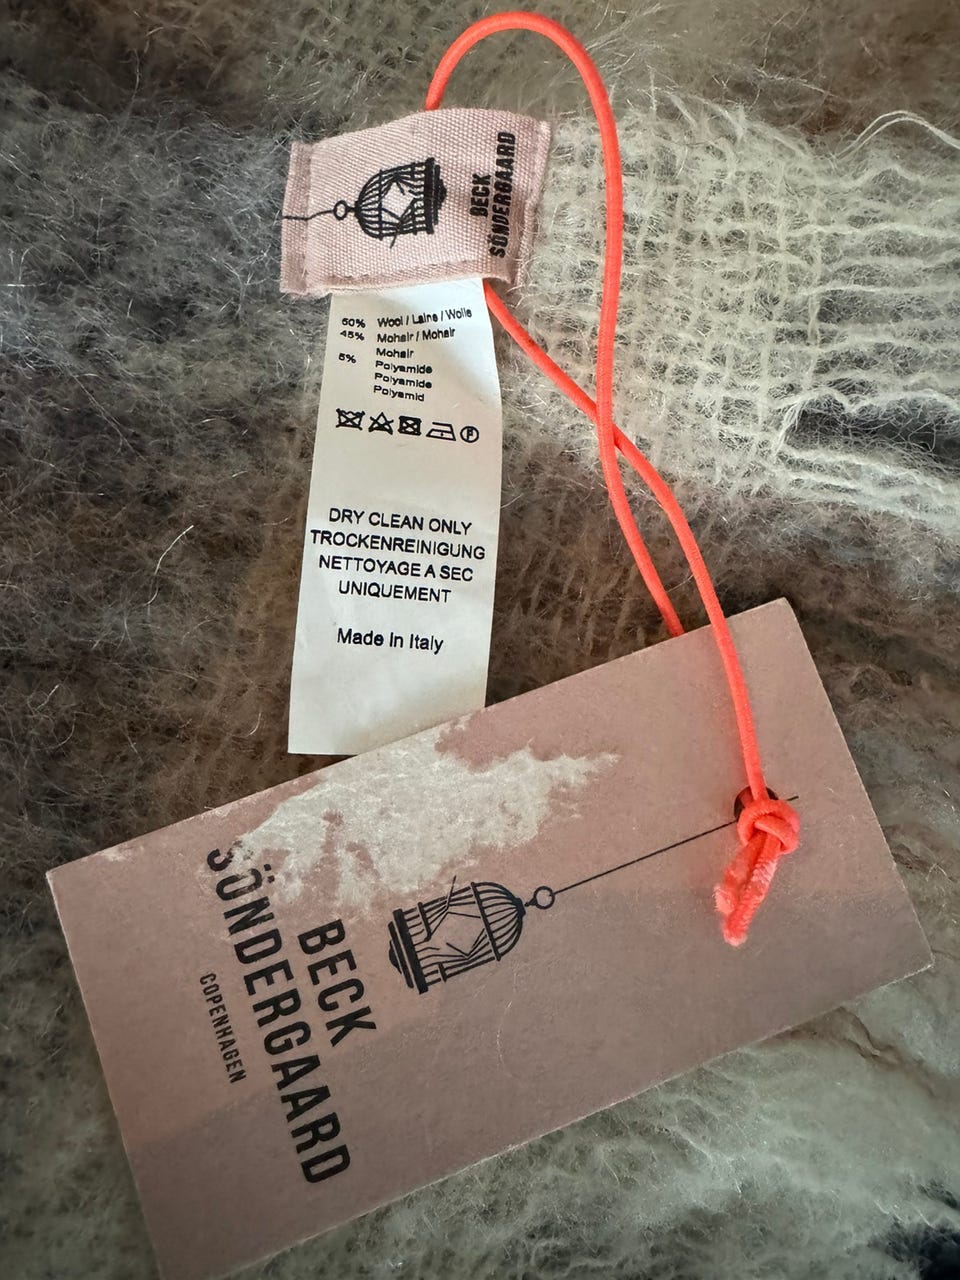 BECK
SÖNDERGAARD
50% Wool / Laine / Wolle
45% Mohair / Mohair
Mohair
5% Polyamide
Polyamide
Polyamid
DRY CLEAN ONLY
TROCKENREINIGUNG
NETTOYAGE A SEC
UNIQUEMENT
Made in Italy
BECK
SÖNDERGAARD
COPENHAGEN